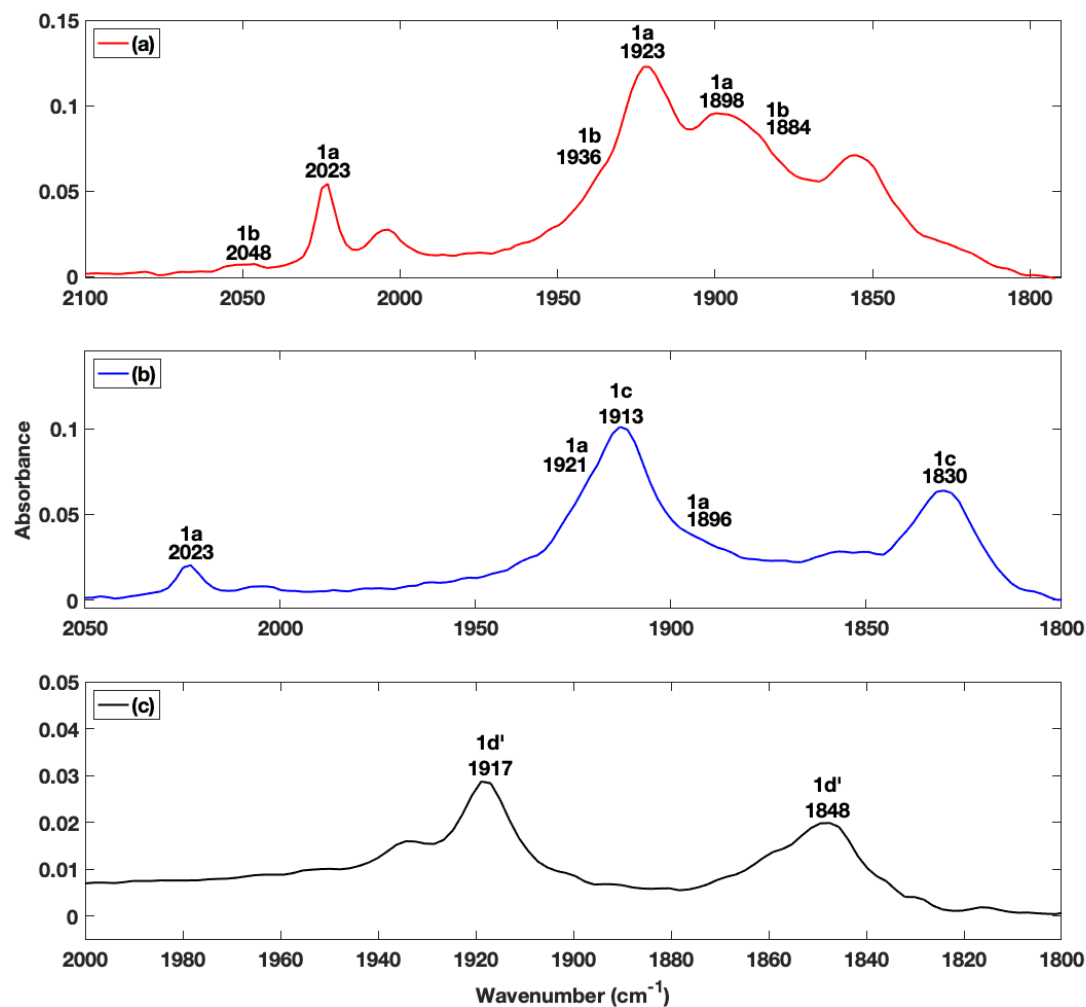 (a)
0.15
0.1
0.05
0
1b
2048
1a
2023
1b
1936
1a
1923
1a
1898
1b
1884
2100 2050 2000 1950 1900 1850 1800
(b)
Absorbance
0.1
0.05
0
1a
2023
1a
1921
1c
1913
1a
1896
1c
1830
2050 2000 1950 1900 1850 1800
(c)
0.05
0.04
0.03
0.02
0.01
0
1d'
1917
1d'
1848
2000 1980 1960 1940 1920 1900 1880 1860 1840 1820 1800
Wavenumber (cm⁻¹)